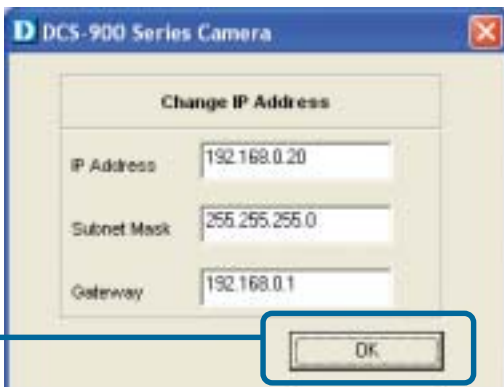 D DCS-900 Series Camera
Change IP Address
IP Address 192.168.0.20
Subnet Mask 255.255.255.0
Gateway 192.168.0.1
OK